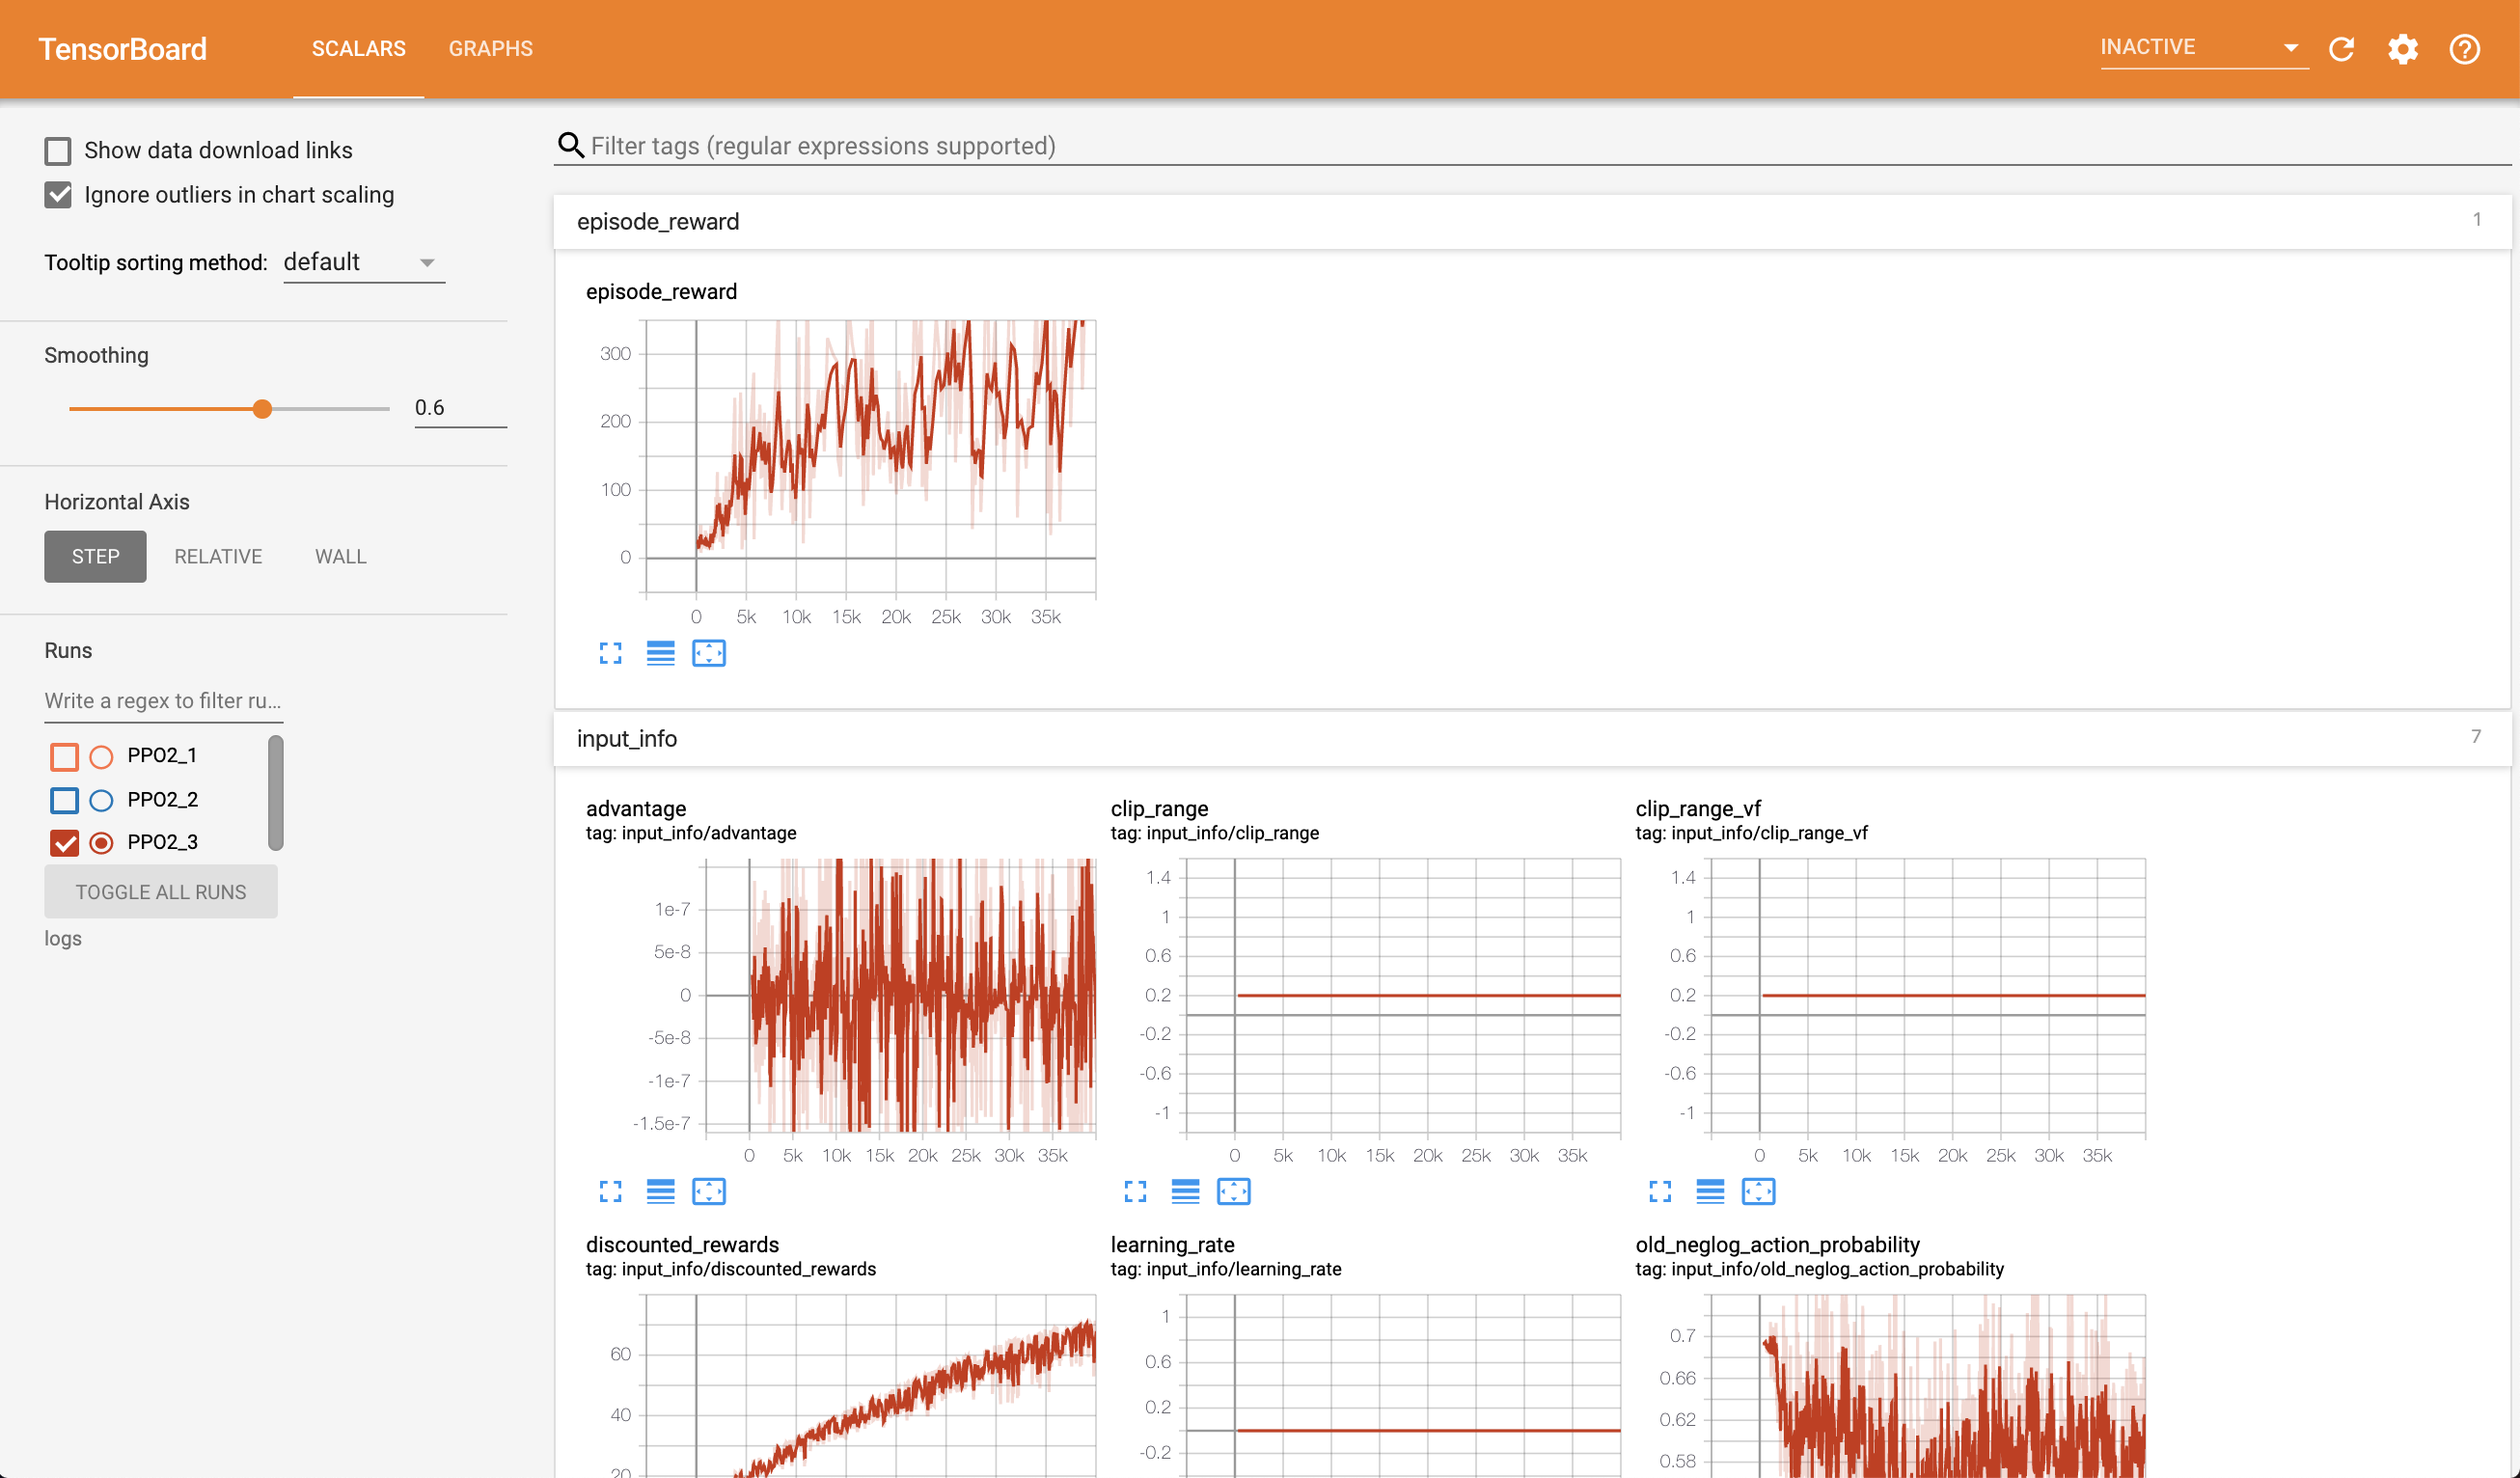 TensorBoard
SCALARS
GRAPHS
INACTIVE
Show data download links
Ignore outliers in chart scaling
Tooltip sorting method: default
Smoothing
0.6
Horizontal Axis
STEP
RELATIVE
WALL
Runs
Write a regex to filter ru...
PPO2_1
PPO2_2
PPO2_3
TOGGLE ALL RUNS
logs
Filter tags (regular expressions supported)
episode_reward
1
episode_reward
300
200
100
0
0 5k 10k 15k 20k 25k 30k 35k
input_info
7
advantage
tag: input_info/advantage
1e-7
5e-8
0
-5e-8
-1e-7
-1.5e-7
0 5k 10k 15k 20k 25k 30k 35k
clip_range
tag: input_info/clip_range
1.4
1
0.6
0.2
-0.2
-0.6
-1
0 5k 10k 15k 20k 25k 30k 35k
clip_range_vf
tag: input_info/clip_range_vf
1.4
1
0.6
0.2
-0.2
-0.6
-1
0 5k 10k 15k 20k 25k 30k 35k
discounted_rewards
tag: input_info/discounted_rewards
60
40
20
learning_rate
tag: input_info/learning_rate
1
0.6
0.2
-0.2
old_neglog_action_probability
tag: input_info/old_neglog_action_probability
0.7
0.66
0.62
0.58